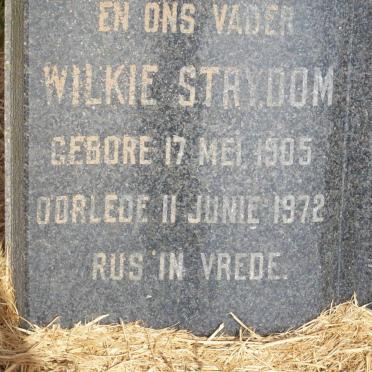 EN ONS VADER
WILKIE STRYDOM
GEBORE 17 MEI 1905
OORLEDE 11 JUNIE 1972
RUS IN VREDE.